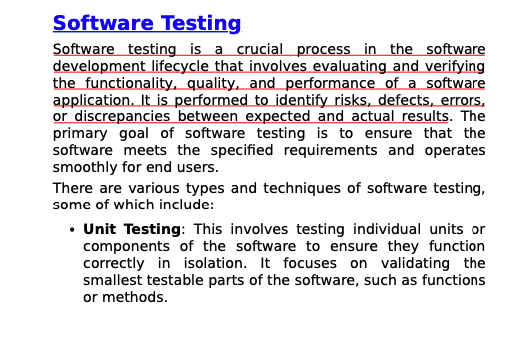 Software Testing
Software testing is a crucial process in the software
development lifecycle that involves evaluating and verifying
the functionality, quality, and performance of a software
application. It is performed to identify risks, defects, errors,
or discrepancies between expected and actual results. The
primary goal of software testing is to ensure that the
software meets the specified requirements and operates
smoothly for end users.
There are various types and techniques of software testing,
some of which include:
• Unit Testing: This involves testing individual units or
components of the software to ensure they function
correctly in isolation. It focuses on validating the
smallest testable parts of the software, such as functions
or methods.